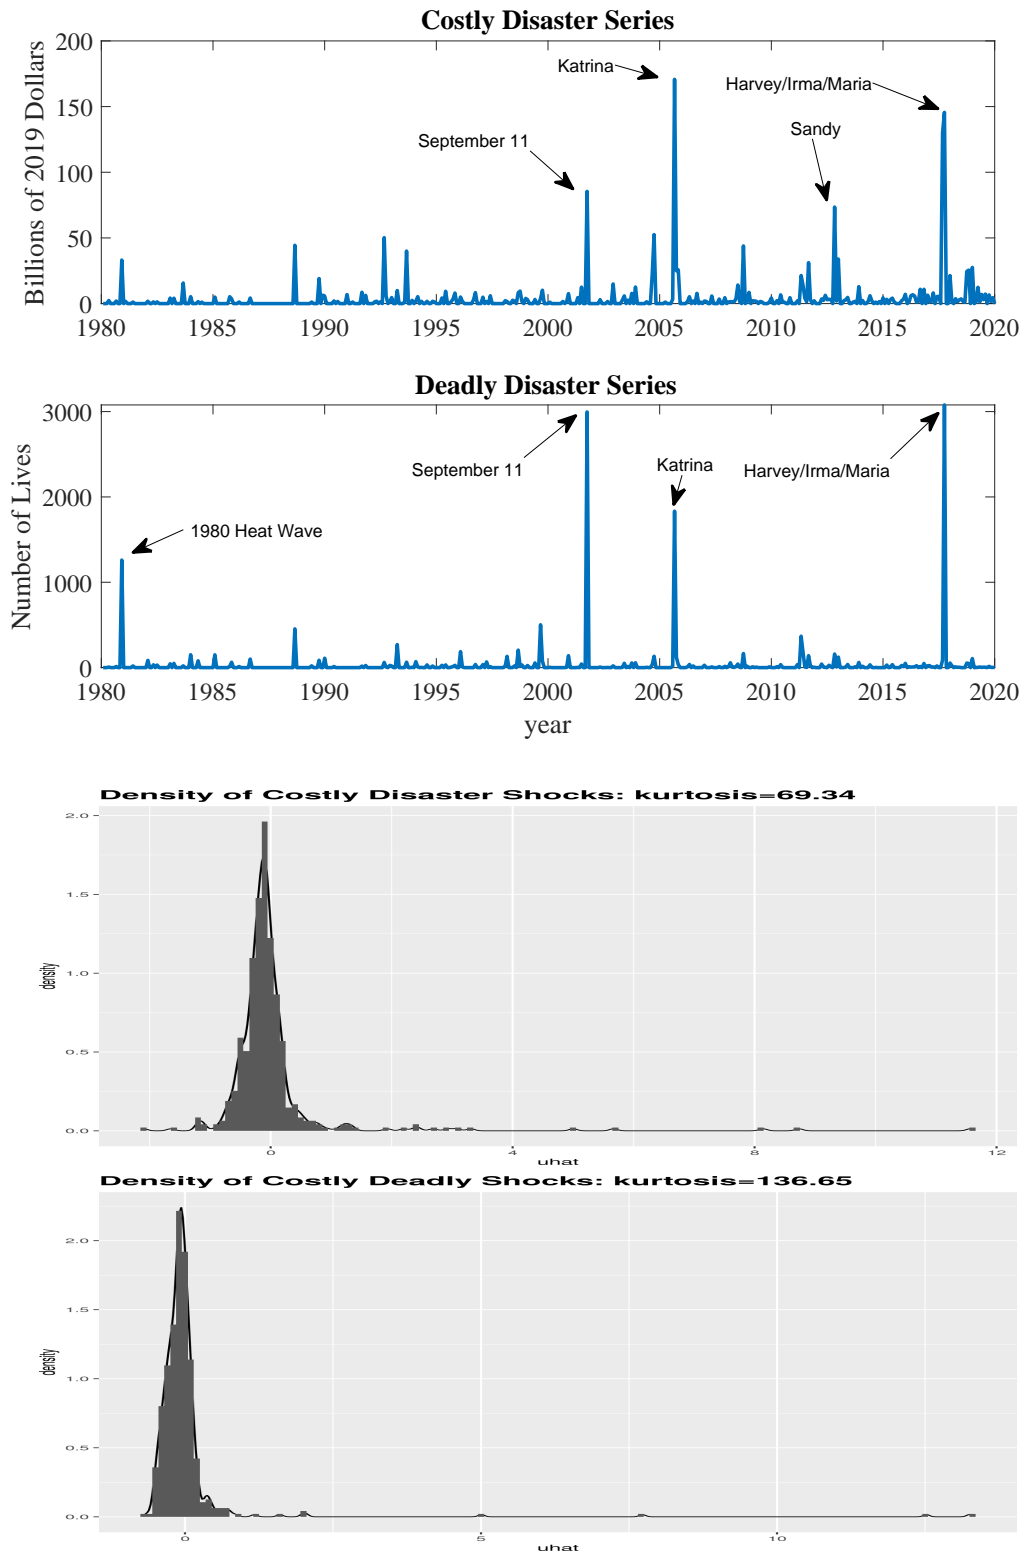 Costly Disaster Series
Billions of 2019 Dollars
200
150
100
50
0
Katrina
Harvey/Irma/Maria
Sandy
September 11
1980 1985 1990 1995 2000 2005 2010 2015 2020
Deadly Disaster Series
Number of Lives
3000
2000
1000
0
September 11
Katrina
Harvey/Irma/Maria
1980 Heat Wave
1980 1985 1990 1995 2000 2005 2010 2015 2020
year
Density of Costly Disaster Shocks: kurtosis=69.34
density
2.0
1.5
1.0
0.5
0.0
0 4 8 12
uhat
Density of Costly Deadly Shocks: kurtosis=136.65
density
2.0
1.5
1.0
0.5
0.0
0 5 10
uhat